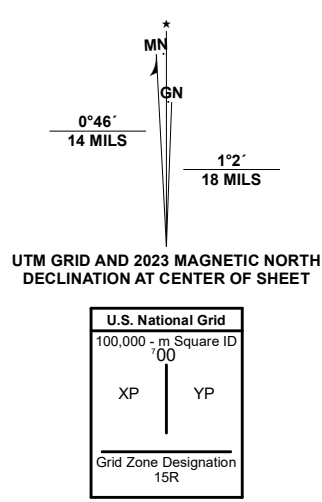 ★
MN
GN
0°46´
14 MILS
1°2´
18 MILS
UTM GRID AND 2023 MAGNETIC NORTH
DECLINATION AT CENTER OF SHEET
U.S. National Grid
100,000 - m Square ID
⁷00
XP YP
Grid Zone Designation
15R